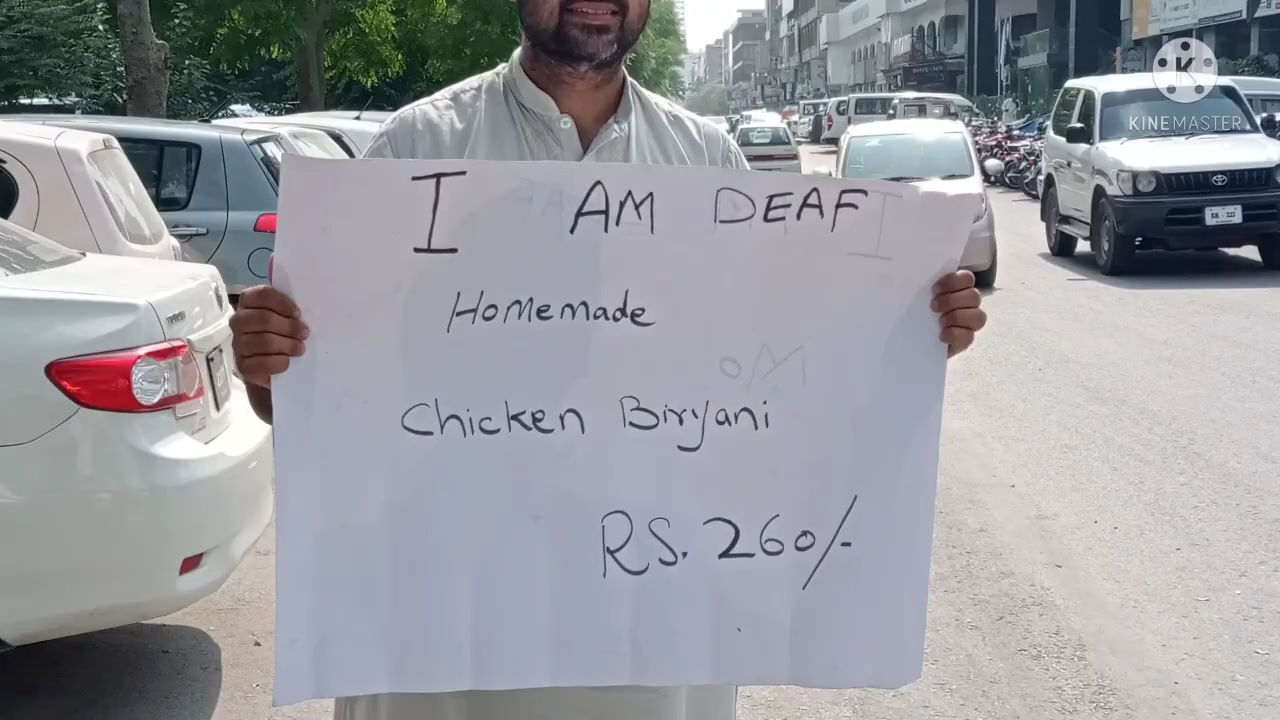 I AM DEAF
Homemade
Chicken Biryani
RS. 260/-
K
KINEMASTER